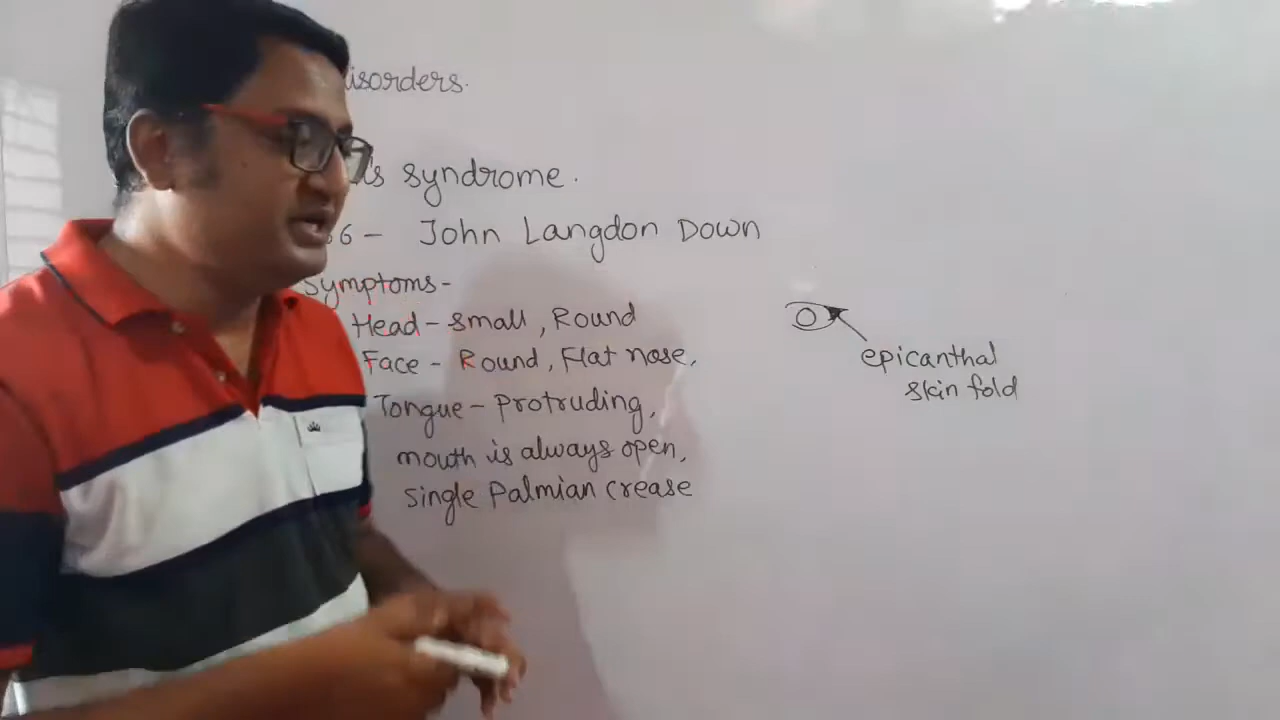 isorders.
's syndrome.
66 - John Langdon Down
Symptoms-
Head - small, Round
Face - Round, Flat nose,
Tongue - Protruding,
mouth is always open,
single Palmian crease
epicanthal
skin fold